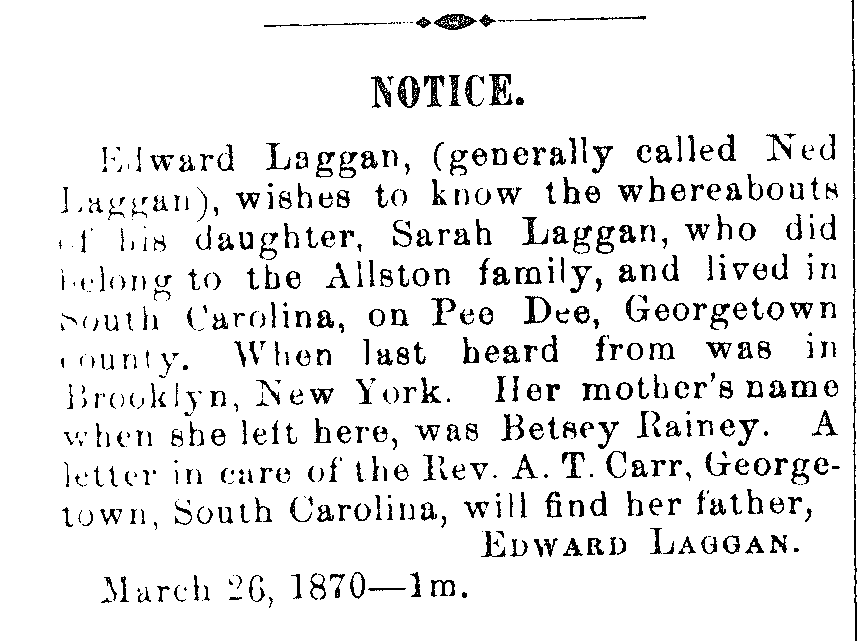 NOTICE.
Edward Laggan, (generally called Ned
Laggan), wishes to know the whereabouts
of his daughter, Sarah Laggan, who did
belong to the Allston family, and lived in
South Carolina, on Pee Dee, Georgetown
county. When last heard from was in
Brooklyn, New York. Her mother's name
when she left here, was Betsey Rainey. A
letter in care of the Rev. A. T. Carr, George-
town, South Carolina, will find her father,
EDWARD LAGGAN.
March 26, 1870—1m.